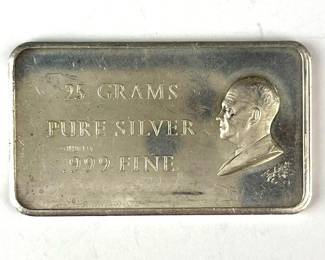 25 GRAMS
PURE SILVER
.999 FINE